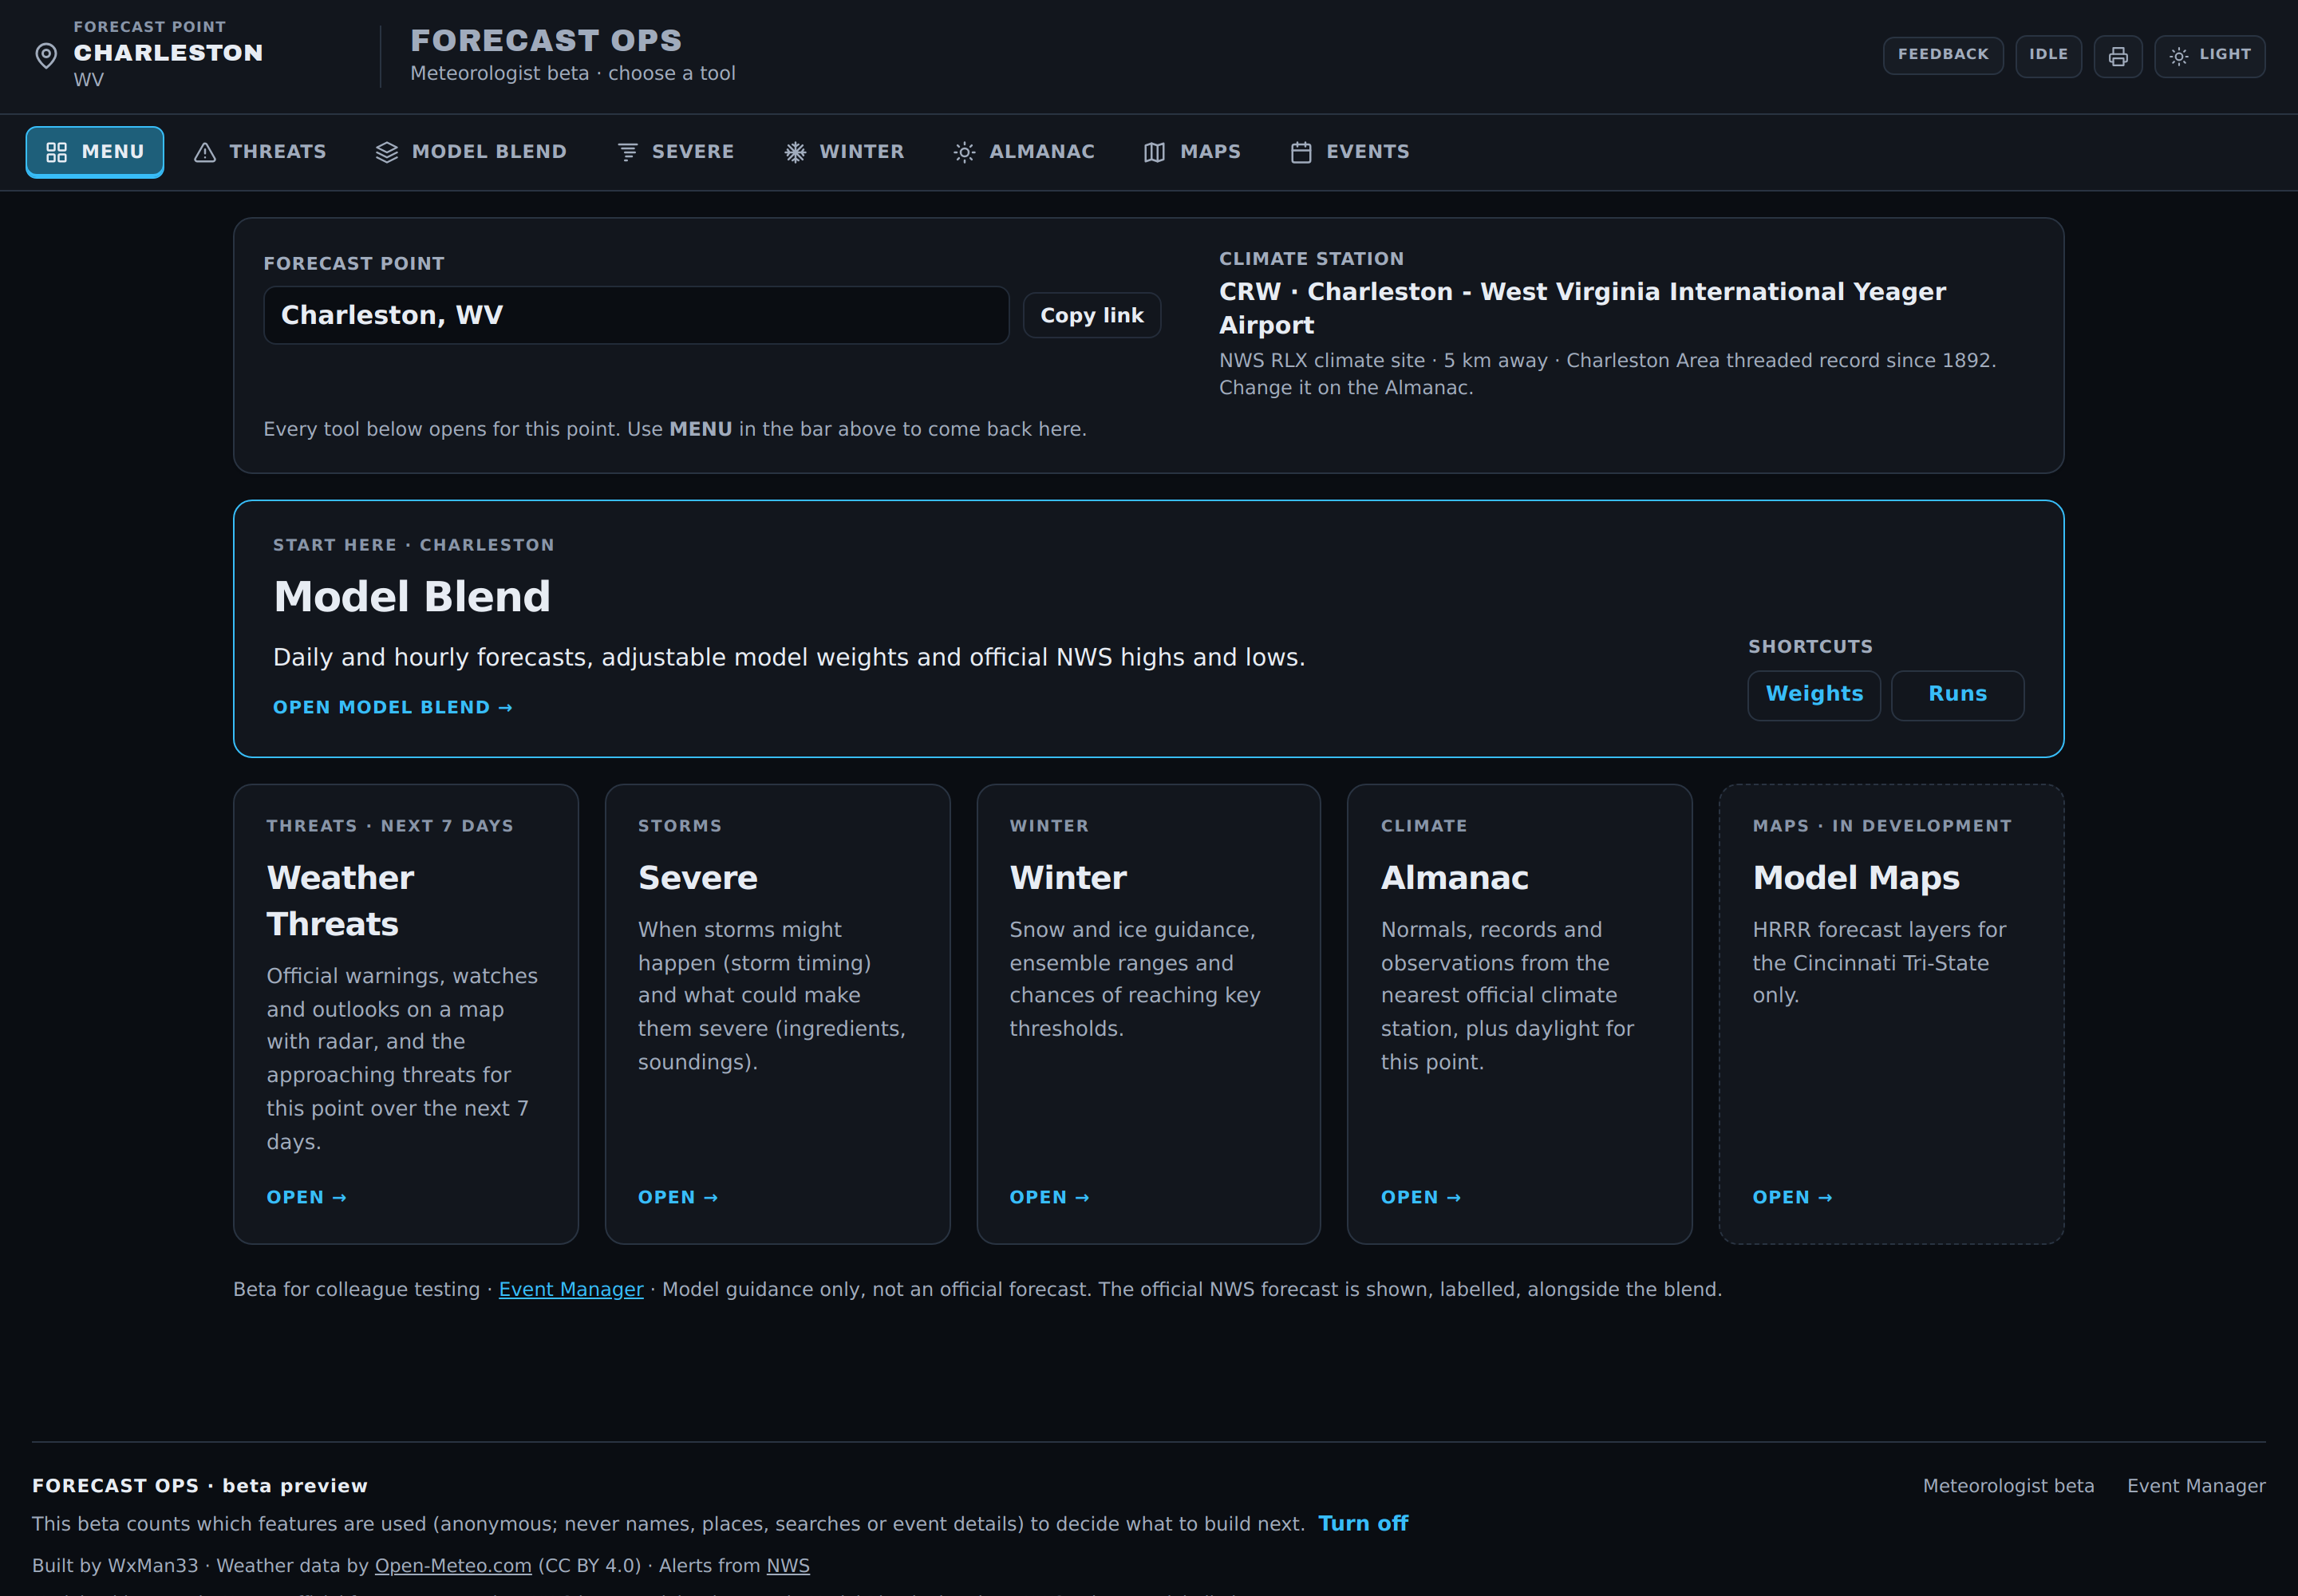 FORECAST POINT
CHARLESTON
WV
FORECAST OPS
Meteorologist beta · choose a tool
FEEDBACK
IDLE
LIGHT
MENU
THREATS
MODEL BLEND
SEVERE
WINTER
ALMANAC
MAPS
EVENTS
FORECAST POINT
Charleston, WV
Copy link
CLIMATE STATION
CRW · Charleston - West Virginia International Yeager
Airport
NWS RLX climate site · 5 km away · Charleston Area threaded record since 1892.
Change it on the Almanac.
Every tool below opens for this point. Use MENU in the bar above to come back here.
START HERE · CHARLESTON
Model Blend
Daily and hourly forecasts, adjustable model weights and official NWS highs and lows.
OPEN MODEL BLEND →
SHORTCUTS
Weights
Runs
THREATS · NEXT 7 DAYS
Weather
Threats
Official warnings, watches
and outlooks on a map
with radar, and the
approaching threats for
this point over the next 7
days.
OPEN →
STORMS
Severe
When storms might
happen (storm timing)
and what could make
them severe (ingredients,
soundings).
OPEN →
WINTER
Winter
Snow and ice guidance,
ensemble ranges and
chances of reaching key
thresholds.
OPEN →
CLIMATE
Almanac
Normals, records and
observations from the
nearest official climate
station, plus daylight for
this point.
OPEN →
MAPS · IN DEVELOPMENT
Model Maps
HRRR forecast layers for
the Cincinnati Tri-State
only.
OPEN →
Beta for colleague testing · Event Manager · Model guidance only, not an official forecast. The official NWS forecast is shown, labelled, alongside the blend.
FORECAST OPS · beta preview
Meteorologist beta
Event Manager
This beta counts which features are used (anonymous; never names, places, searches or event details) to decide what to build next. Turn off
Built by WxMan33 · Weather data by Open-Meteo.com (CC BY 4.0) · Alerts from NWS